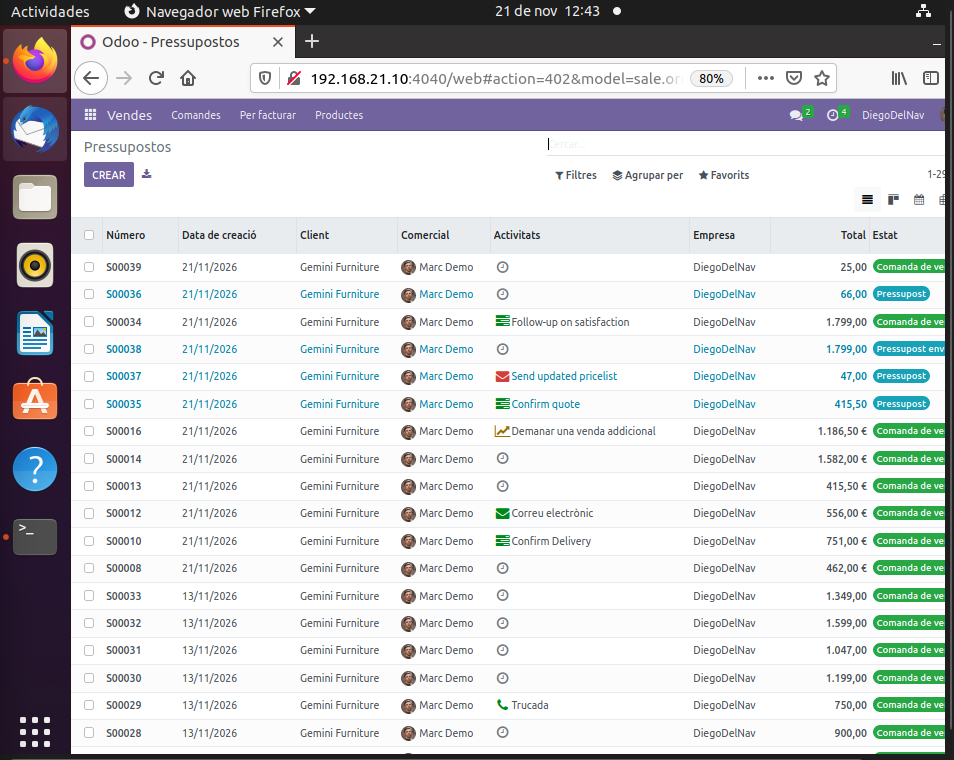 Actividades Navegador web Firefox 21 de nov 12:43
Odoo - Pressupostos
192.168.21.10:4040/web#action=402&model=sale.or 80%
Vendes Comandes Per facturar Productes 2 4 DiegoDelNav
Pressupostos Cercar...
CREAR Filtres Agrupar per Favorits 1-29
Número Data de creació Client Comercial Activitats Empresa Total Estat
S00039 21/11/2026 Gemini Furniture Marc Demo DiegoDelNav 25,00 Comanda de ve
S00036 21/11/2026 Gemini Furniture Marc Demo DiegoDelNav 66,00 Pressupost
S00034 21/11/2026 Gemini Furniture Marc Demo Follow-up on satisfaction DiegoDelNav 1.799,00 Comanda de ve
S00038 21/11/2026 Gemini Furniture Marc Demo DiegoDelNav 1.799,00 Pressupost env
S00037 21/11/2026 Gemini Furniture Marc Demo Send updated pricelist DiegoDelNav 47,00 Pressupost
S00035 21/11/2026 Gemini Furniture Marc Demo Confirm quote DiegoDelNav 415,50 Pressupost
S00016 21/11/2026 Gemini Furniture Marc Demo Demanar una venda addicional DiegoDelNav 1.186,50 € Comanda de ve
S00014 21/11/2026 Gemini Furniture Marc Demo DiegoDelNav 1.582,00 € Comanda de ve
S00013 21/11/2026 Gemini Furniture Marc Demo DiegoDelNav 415,50 € Comanda de ve
S00012 21/11/2026 Gemini Furniture Marc Demo Correu electrònic DiegoDelNav 556,00 € Comanda de ve
S00010 21/11/2026 Gemini Furniture Marc Demo Confirm Delivery DiegoDelNav 751,00 € Comanda de ve
S00008 21/11/2026 Gemini Furniture Marc Demo DiegoDelNav 462,00 € Comanda de ve
S00033 13/11/2026 Gemini Furniture Marc Demo DiegoDelNav 1.349,00 Comanda de ve
S00032 13/11/2026 Gemini Furniture Marc Demo DiegoDelNav 1.599,00 Comanda de ve
S00031 13/11/2026 Gemini Furniture Marc Demo DiegoDelNav 1.047,00 Comanda de ve
S00030 13/11/2026 Gemini Furniture Marc Demo DiegoDelNav 1.199,00 Comanda de ve
S00029 13/11/2026 Gemini Furniture Marc Demo Trucada DiegoDelNav 750,00 Comanda de ve
S00028 13/11/2026 Gemini Furniture Marc Demo DiegoDelNav 900,00 Comanda de ve